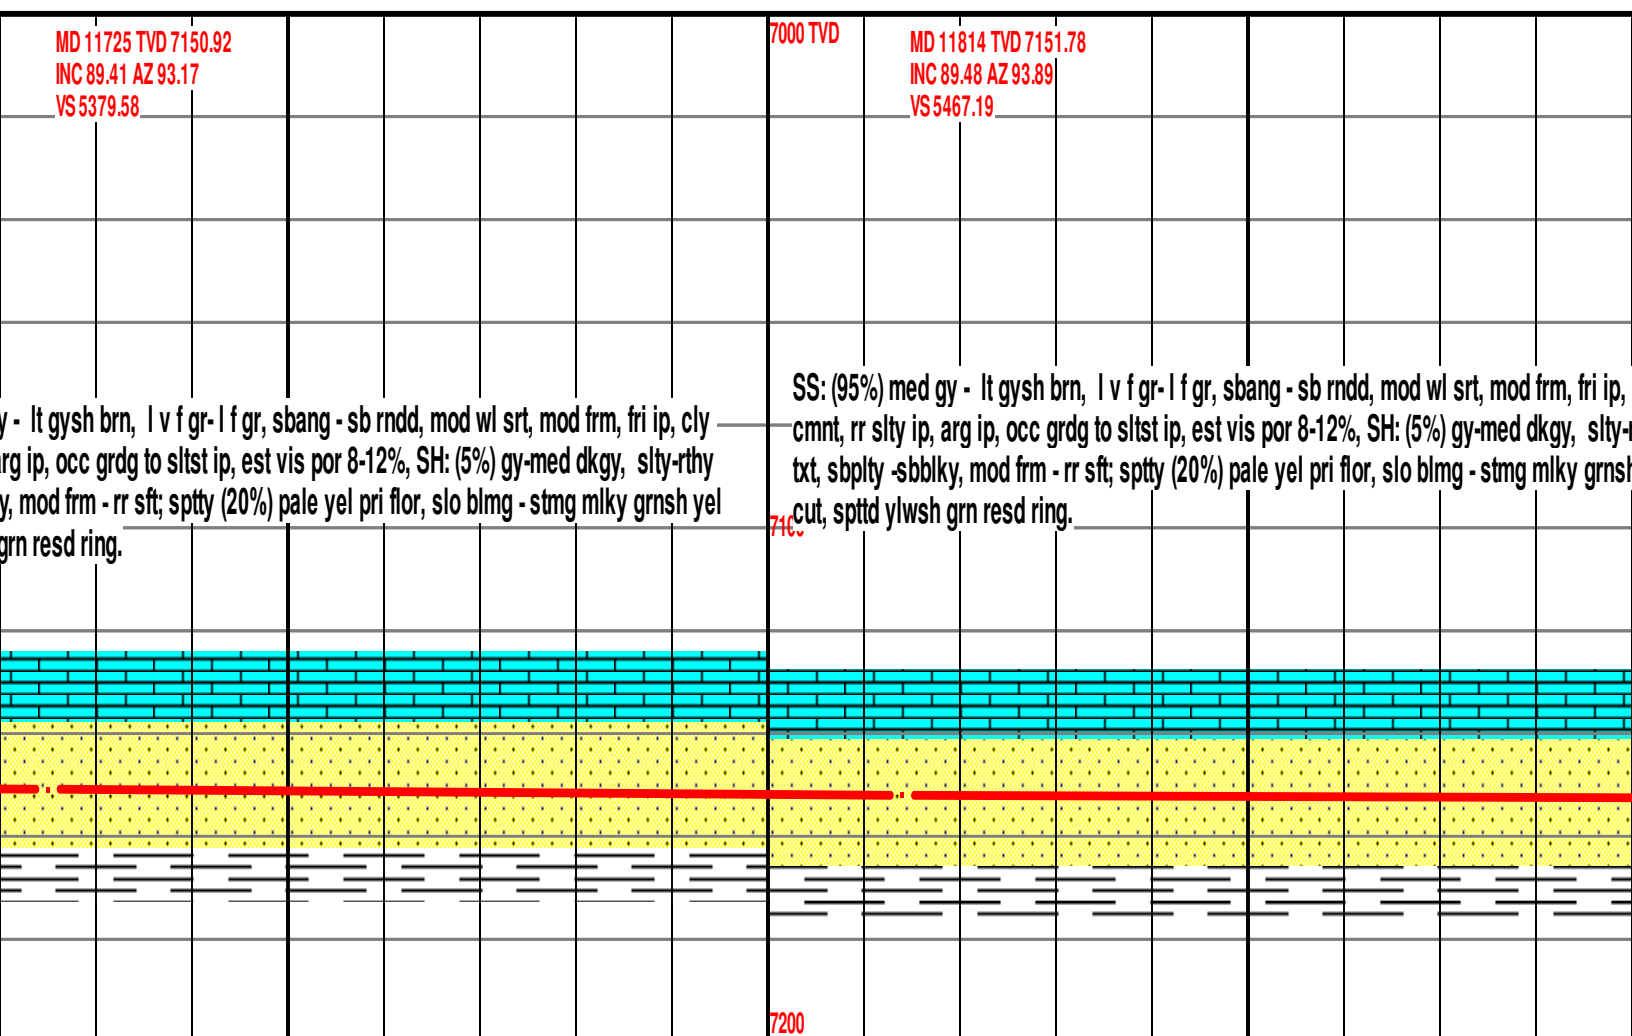 MD 11725 TVD 7150.92
INC 89.41 AZ 93.17
VS 5379.58
7000 TVD
MD 11814 TVD 7151.78
INC 89.48 AZ 93.89
VS 5467.19
y - lt gysh brn, l v f gr- l f gr, sbang - sb rndd, mod wl srt, mod frm, fri ip, cly
arg ip, occ grdg to sltst ip, est vis por 8-12%, SH: (5%) gy-med dkgy, slty-rthy
y, mod frm - rr sft; sptty (20%) pale yel pri flor, slo blmg - stmg mlky grnsh yel
grn resd ring.
SS: (95%) med gy - lt gysh brn, l v f gr- l f gr, sbang - sb rndd, mod wl srt, mod frm, fri ip,
cmnt, rr slty ip, arg ip, occ grdg to sltst ip, est vis por 8-12%, SH: (5%) gy-med dkgy, slty-r
txt, sbplty -sbblky, mod frm - rr sft; sptty (20%) pale yel pri flor, slo blmg - stmg mlky grnsh
cut, spttd ylwsh grn resd ring.
7100
7200